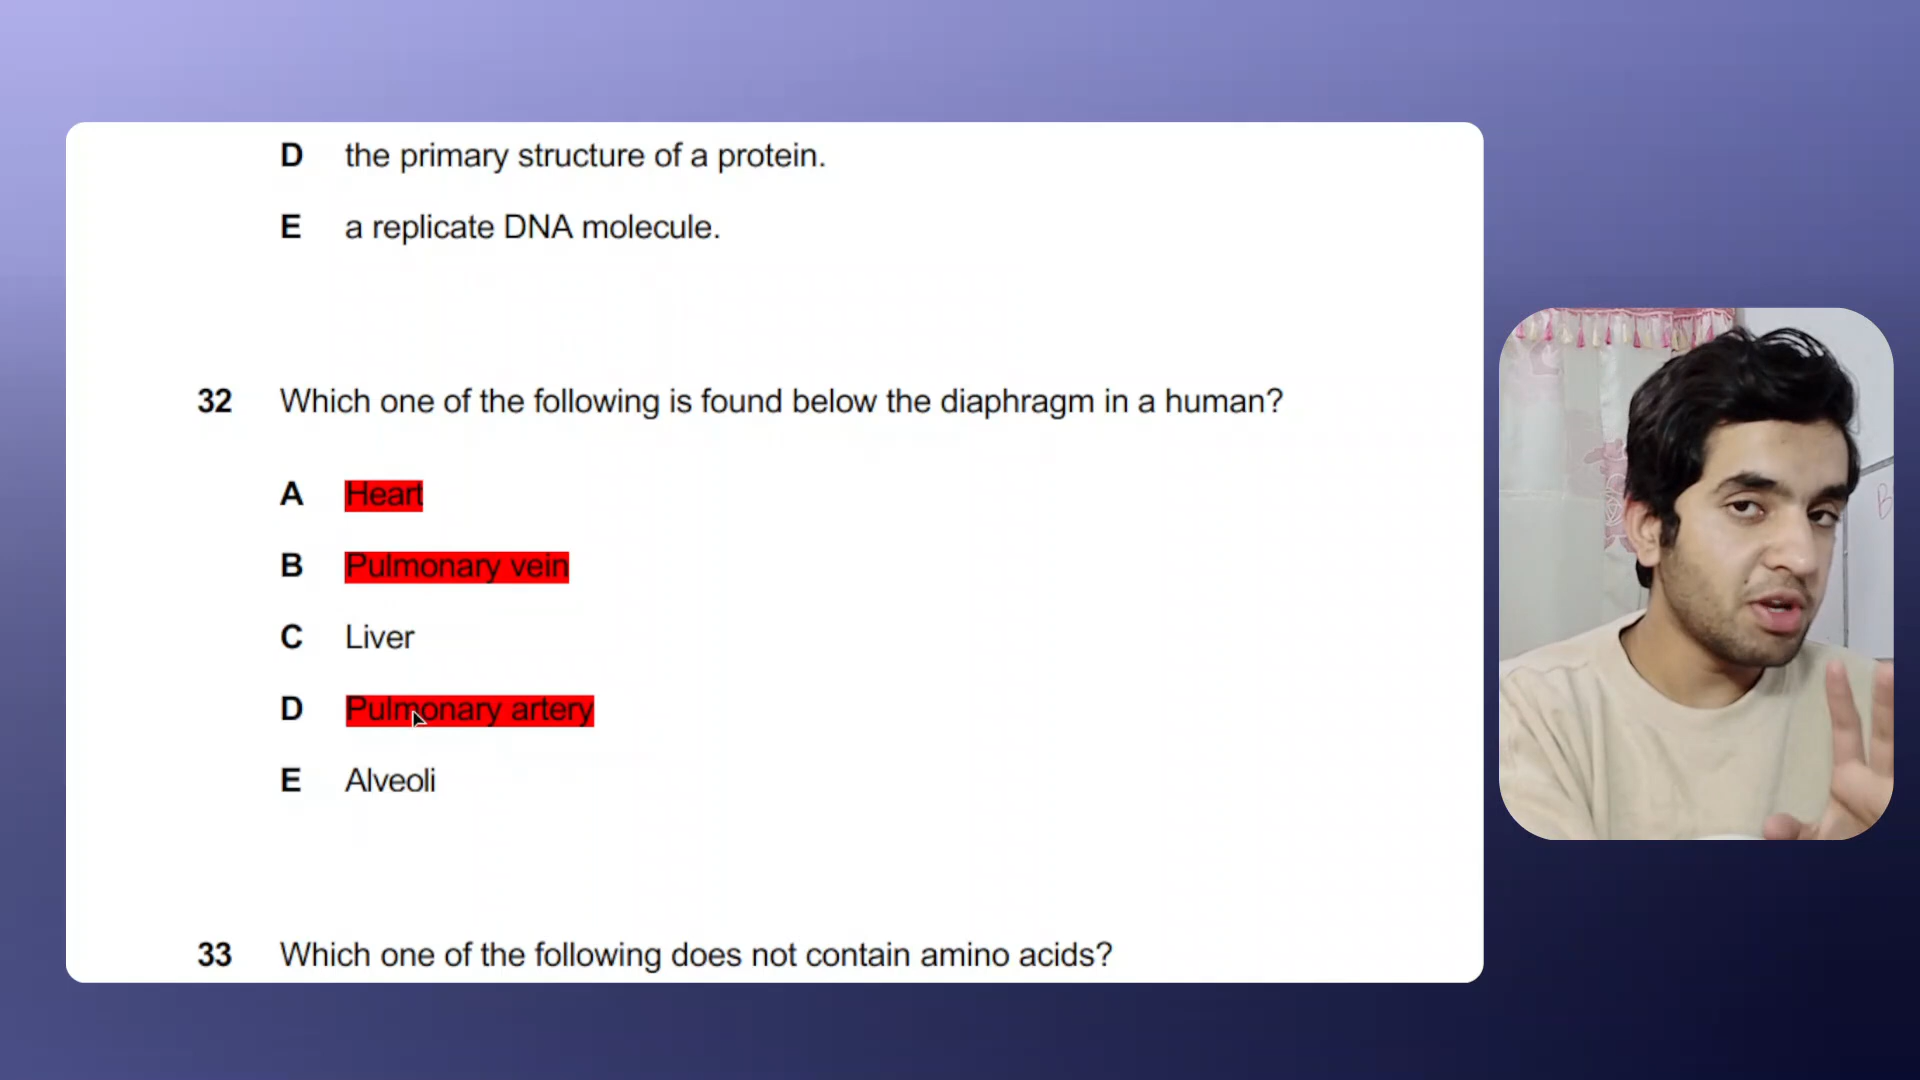 D the primary structure of a protein.
E a replicate DNA molecule.
32 Which one of the following is found below the diaphragm in a human?
A Heart
B Pulmonary vein
C Liver
D Pulmonary artery
E Alveoli
B
33 Which one of the following does not contain amino acids?